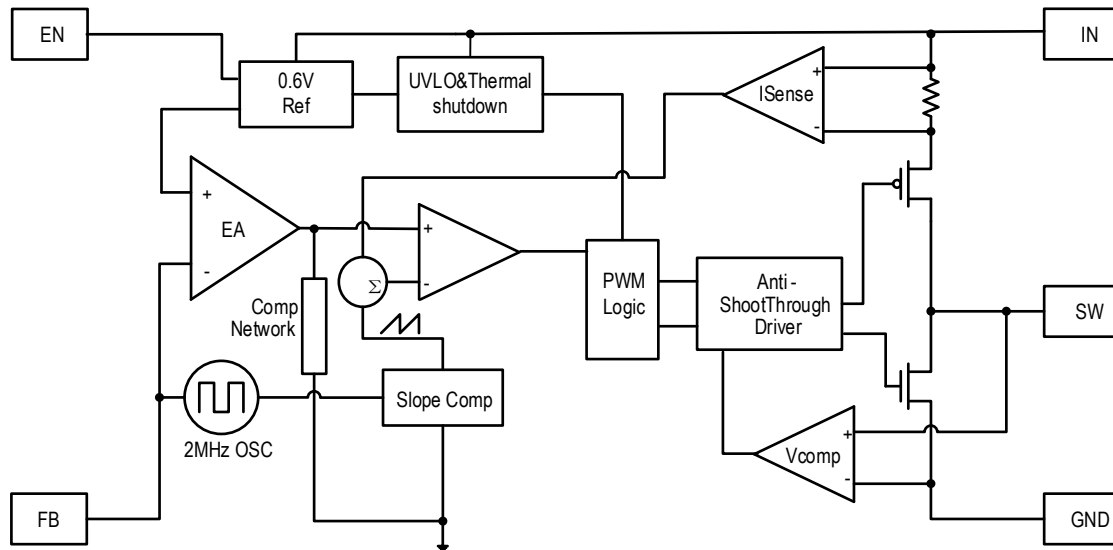 EN
IN
0.6V
Ref
UVLO&Thermal
shutdown
+
ISense
-
+
EA
-
+
-
Σ
Comp
Network
PWM
Logic
Anti-
ShootThrough
Driver
SW
Slope Comp
2MHz OSC
+
Vcomp
-
FB
GND